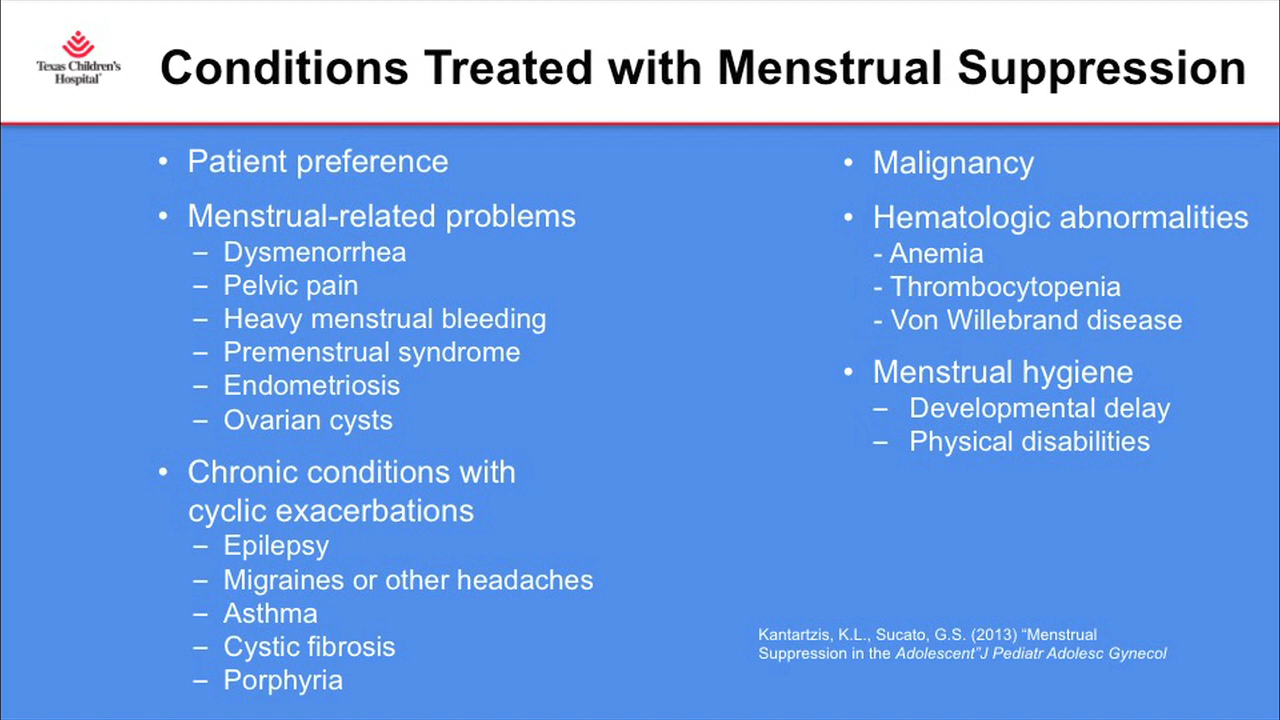 Texas Children's
Hospital
Conditions Treated with Menstrual Suppression
• Patient preference
• Menstrual-related problems
– Dysmenorrhea
– Pelvic pain
– Heavy menstrual bleeding
– Premenstrual syndrome
– Endometriosis
– Ovarian cysts
• Chronic conditions with
cyclic exacerbations
– Epilepsy
– Migraines or other headaches
– Asthma
– Cystic fibrosis
– Porphyria
• Malignancy
• Hematologic abnormalities
- Anemia
- Thrombocytopenia
- Von Willebrand disease
• Menstrual hygiene
– Developmental delay
– Physical disabilities
Kantartzis, K.L., Sucato, G.S. (2013) “Menstrual
Suppression in the Adolescent”J Pediatr Adolesc Gynecol